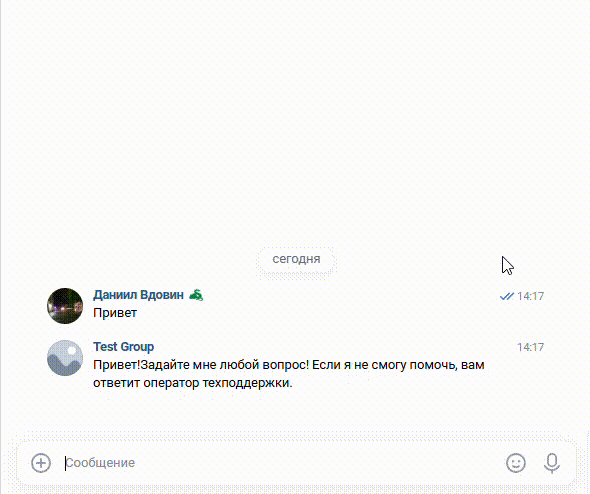 сегодня
Даниил Вдовин
14:17
Привет
Test Group
14:17
Привет!Задайте мне любой вопрос! Если я не смогу помочь, вам
ответит оператор техподдержки.
Сообщение